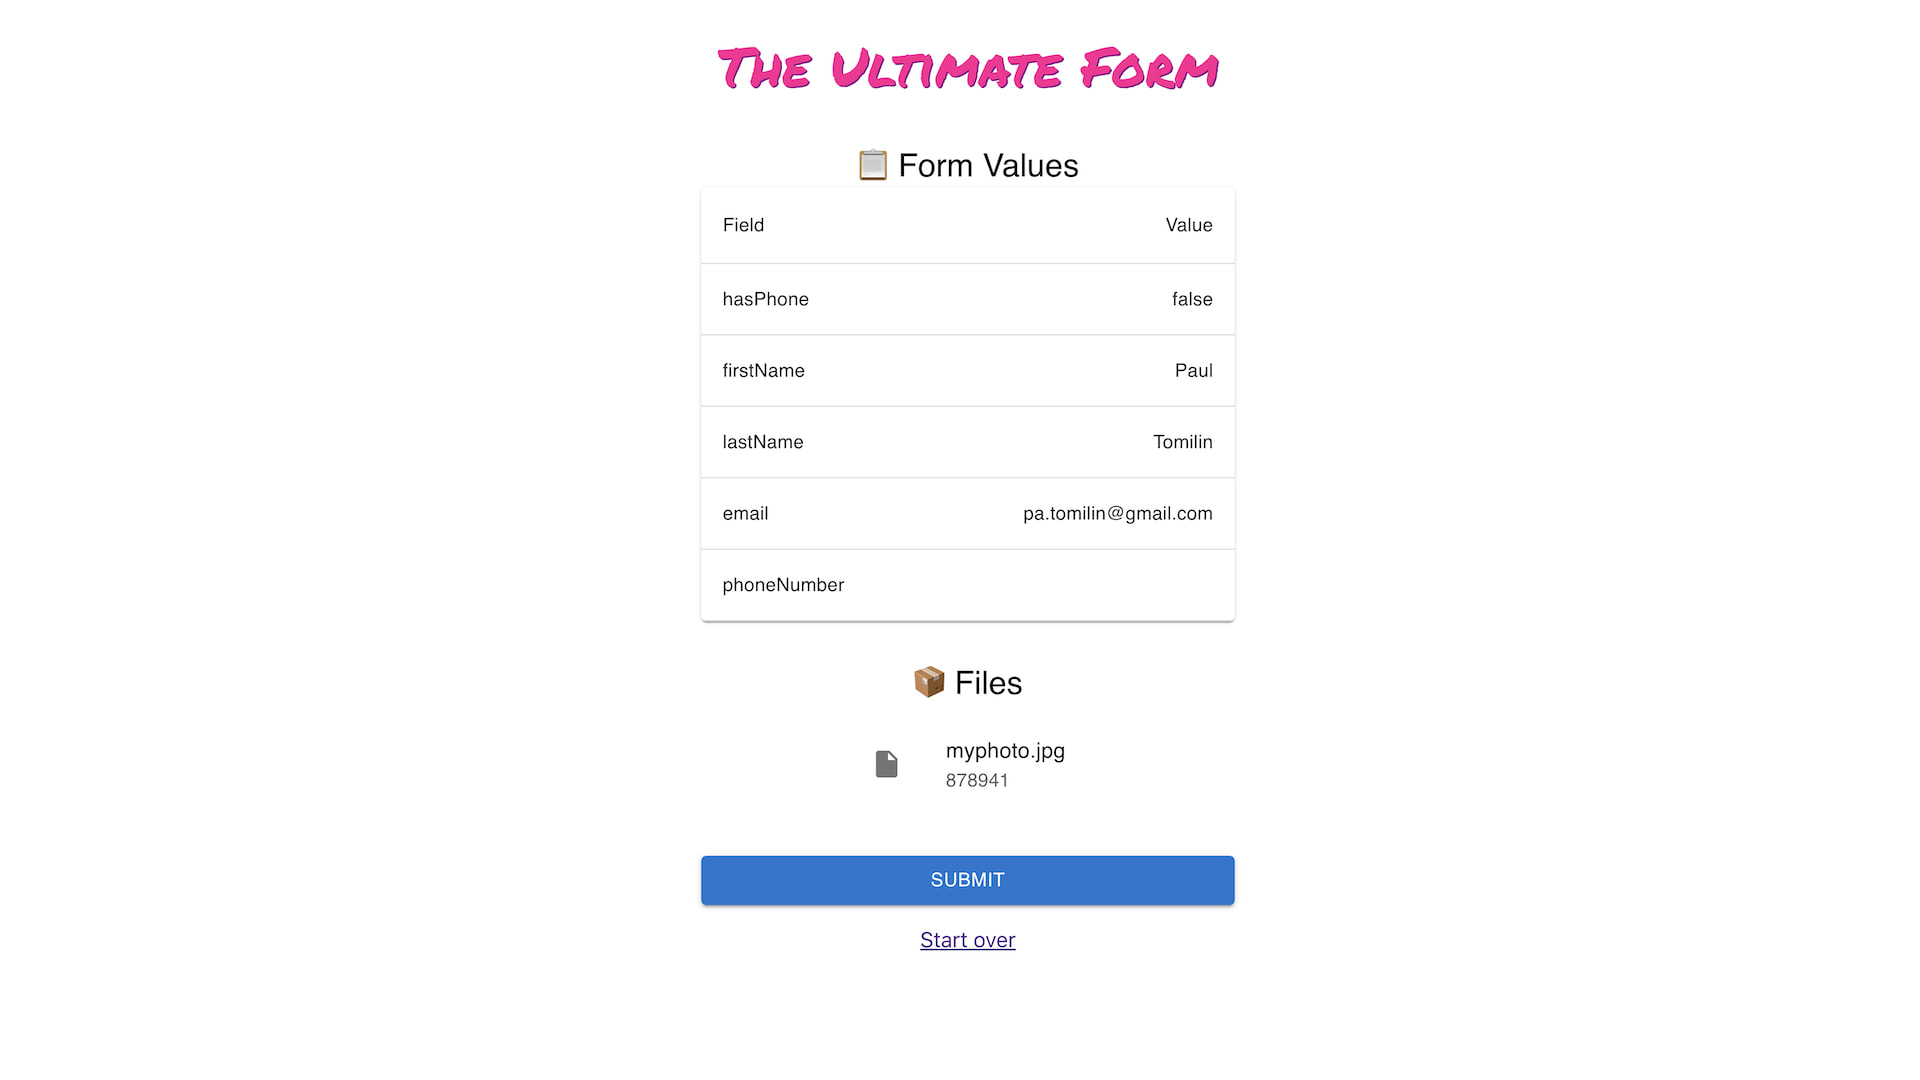 The Ultimate Form
📋 Form Values
Field Value
hasPhone false
firstName Paul
lastName Tomilin
email pa.tomilin@gmail.com
phoneNumber
📦 Files
myphoto.jpg
878941
SUBMIT
Start over